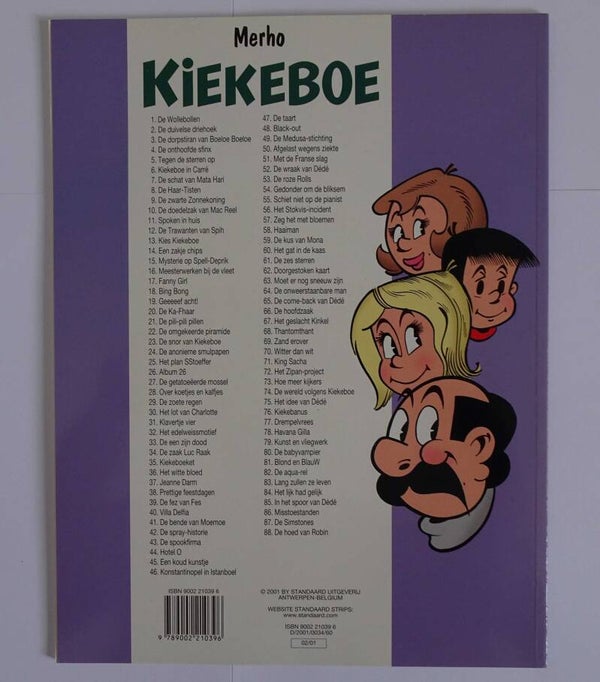 Merho
KIEKEBOE
1. De Wollebollen
2. De duivelse driehoek
3. De dorpstiran van Boeloe Boeloe
4. De onthoofde sfinx
5. Tegen de sterren op
6. Kiekeboe in Carré
7. De schat van Mata Hari
8. De Haar-Tisten
9. De zwarte Zonnekoning
10. De doedelzak van Mac Reel
11. Spoken in huis
12. De Trawanten van Spih
13. Kies Kiekeboe
14. Een zakje chips
15. Mysterie op Spell-Deprik
16. Meesterwerken bij de vleet
17. Fanny Girl
18. Bing Bong
19. Geeeeef acht!
20. De Ka-Fhaar
21. De pili-pili pillen
22. De omgekeerde piramide
23. De snor van Kiekeboe
24. De anonieme smulpapen
25. Het plan SStoeffer
26. Album 26
27. De getatoeëerde mossel
28. Over koetjes en kalfjes
29. De zoete regen
30. Het lot van Charlotte
31. Klavertje vier
32. Het edelweissmotief
33. De een zijn dood
34. De zaak Luc Raak
35. Kiekeboeket
36. Het witte bloed
37. Jeanne Darm
38. Prettige feestdagen
39. De fez van Fes
40. Villa Delfia
41. De bende van Moemoe
42. De spray-historie
43. De spookfirma
44. Hotel O
45. Een koud kunstje
46. Konstantinopel in Istanboel
47. De taart
48. Black-out
49. De Medusa-stichting
50. Afgelast wegens ziekte
51. Met de Franse slag
52. De wraak van Dédé
53. De roze Rolls
54. Gedonder om de bliksem
55. Schiet niet op de pianist
56. Het Stokvis-incident
57. Zeg het met bloemen
58. Haaiman
59. De kus van Mona
60. Het gat in de kaas
61. De zes sterren
62. Doorgestoken kaart
63. Moet er nog sneeuw zijn
64. De onweerstaanbare man
65. De come-back van Dédé
66. De hoofdzaak
67. Het geslacht Kinkel
68. Thantomthant
69. Zand erover
70. Witter dan wit
71. King Sacha
72. Het Zipan-project
73. Hoe meer kijkers
74. De wereld volgens Kiekeboe
75. Het idee van Dédé
76. Kiekebanus
77. Drempelvrees
78. Havana Gilla
79. Kunst en vliegwerk
80. De babyvampier
81. Blond en BlauW
82. De aqua-rel
83. Lang zullen ze leven
84. Het lijk had gelijk
85. In het spoor van Dédé
86. Misstoestanden
87. De Simstones
88. De hoed van Robin
ISBN 9002 21039 6
9 789002 210396
© 2001 BY STANDAARD UITGEVERIJ
ANTWERPEN-BELGIUM
WEBSITE STANDAARD STRIPS:
www.standaard.com
ISBN 9002 21039 6
D/2001/0034/60
02/01